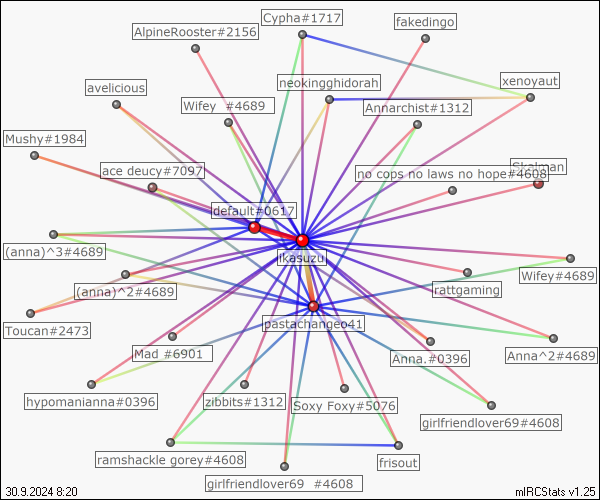 Cypha#1717
fakedingo
AlpineRooster#2156
xenoyaut
neokingghidorah
avelicious
Wifey  #4689
Annarchist#1312
Mushy#1984
ace deucy#7097
Skelman
no cops no laws no hope#4608
default#0617
(anna)^3#4689
ikasuzu
Wifey#4689
(anna)^2#4689
rattgaming
Toucan#2473
pastachangeo41
Mad #6901
Anna.#0396
Anna^2#4689
hypomanianna#0396
zibbits#1312
Soxy Foxy#5076
girlfriendlover69#4608
ramshackle gorey#4608
frisout
girlfriendlover69  #4608
30.9.2024 8:20
mIRCStats v1.25